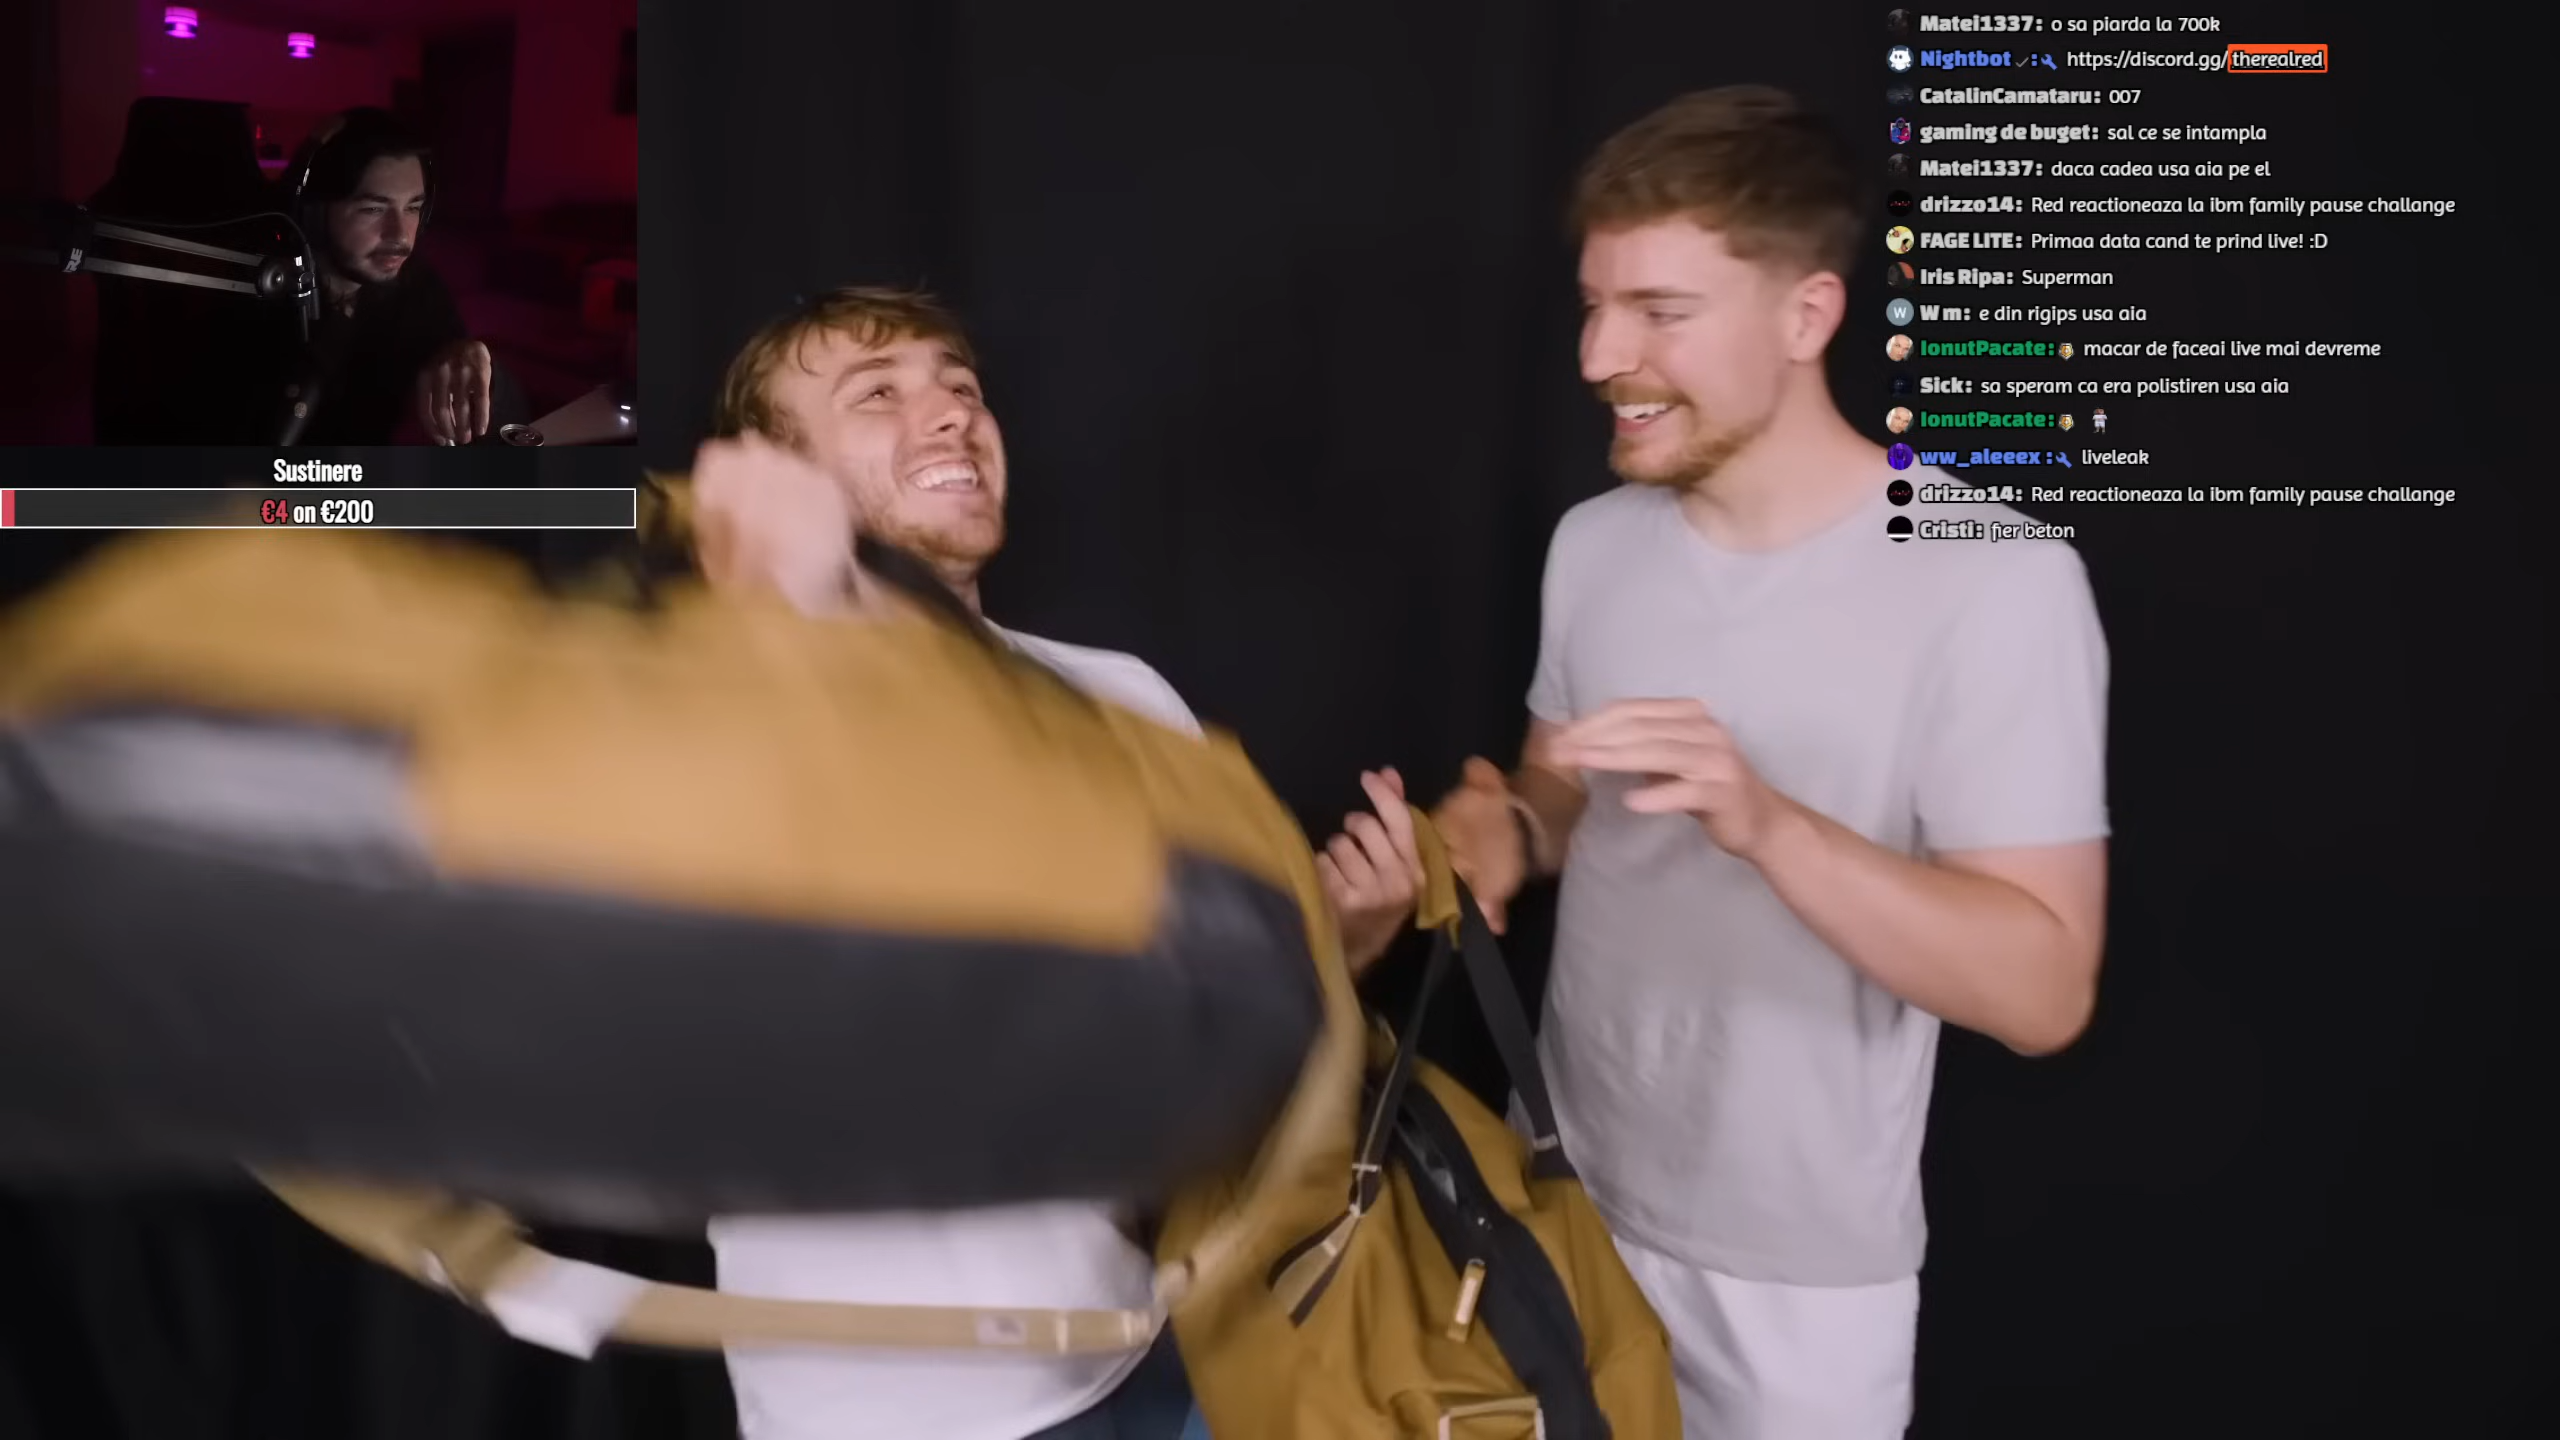 Matei1337: o sa piarda la 700k
Nightbot: https://discord.gg/therealred
CatalinCamataru: 007
gaming de buget: sal ce se intampla
Matei1337: daca cadea usa aia pe el
drizzo14: Red reactioneaza la ibm family pause challange
FAGE LITE: Primaa data cand te prind live! :D
Iris Ripa: Superman
W
W m: e din rigips usa aia
IonutPacate: macar de faceai live mai devreme
Sick: sa speram ca era polistiren usa aia
IonutPacate:
ww_aleeex: liveleak
drizzo14: Red reactioneaza la ibm family pause challange
Cristi: fier beton
Sustinere
€4 on €200